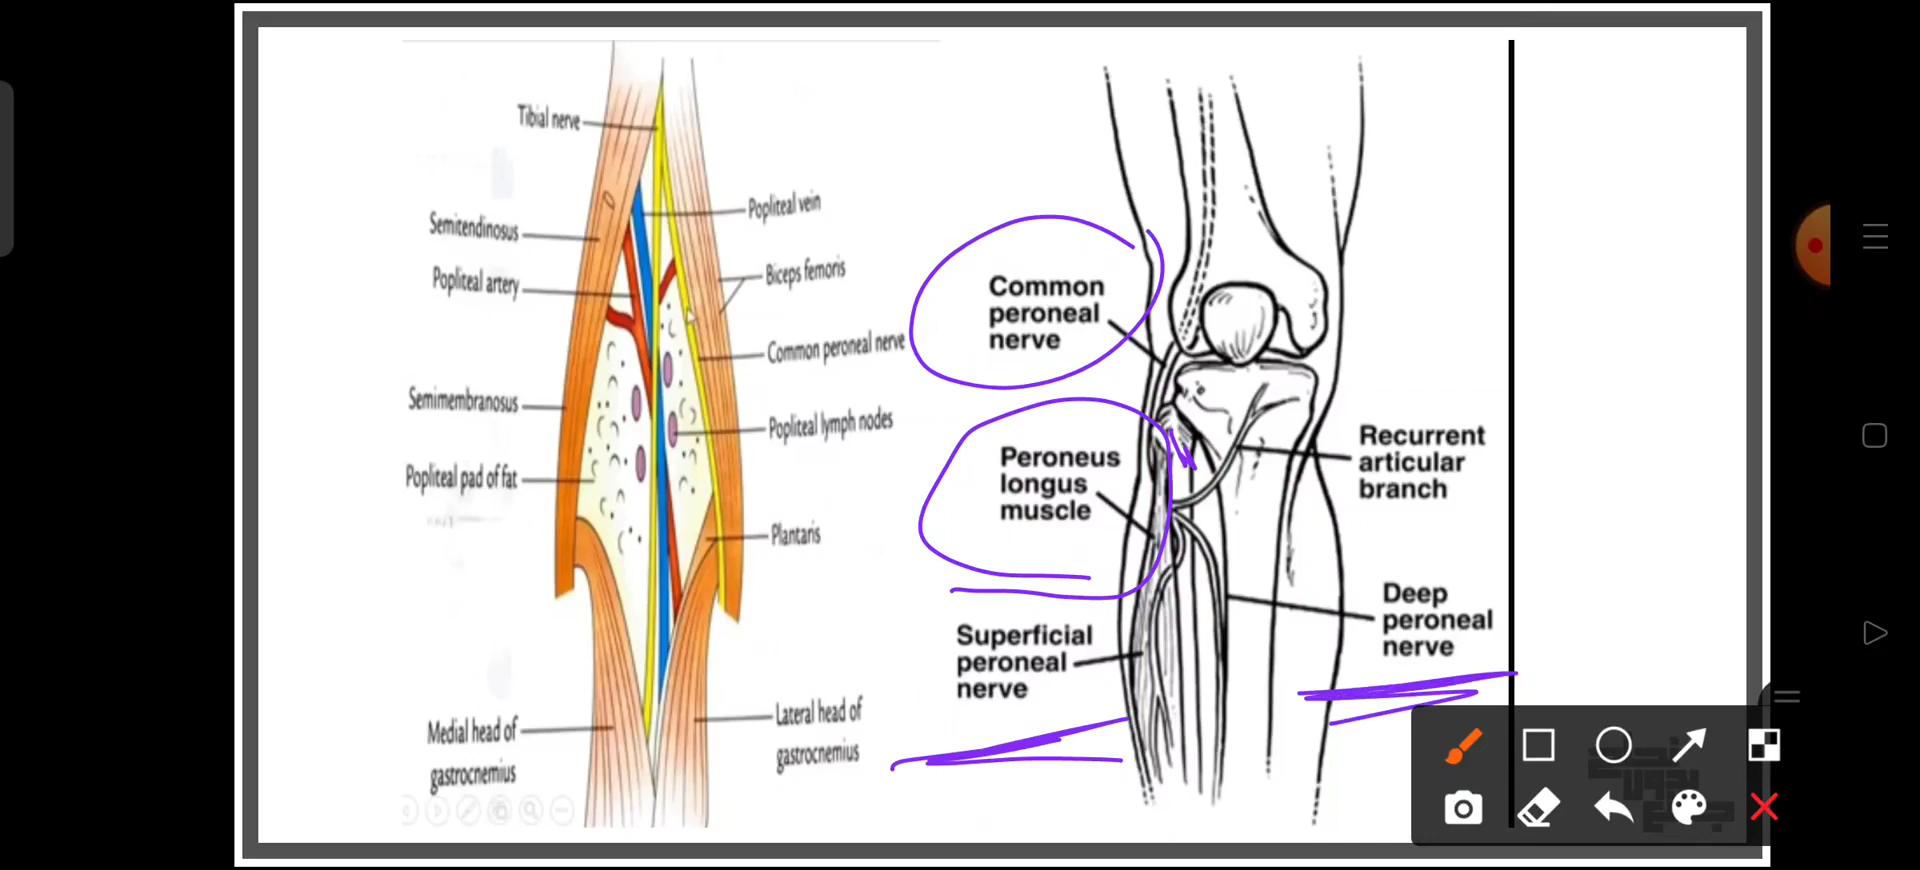 Tibial nerve
Popliteal vein
Semitendinosus
Biceps femoris
Popliteal artery
Common peroneal nerve
Semimembranosus
Popliteal lymph nodes
Popliteal pad of fat
Plantaris
Medial head of
gastrocnemius
Lateral head of
gastrocnemius
Common
peroneal
nerve
Peroneus
longus
muscle
Superficial
peroneal
nerve
Recurrent
articular
branch
Deep
peroneal
nerve